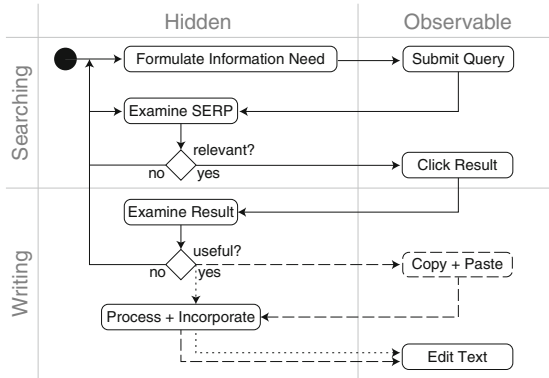 Hidden
Observable
Searching
Formulate Information Need
Submit Query
Examine SERP
relevant?
no
yes
Click Result
Writing
Examine Result
useful?
no
yes
Copy + Paste
Process + Incorporate
Edit Text